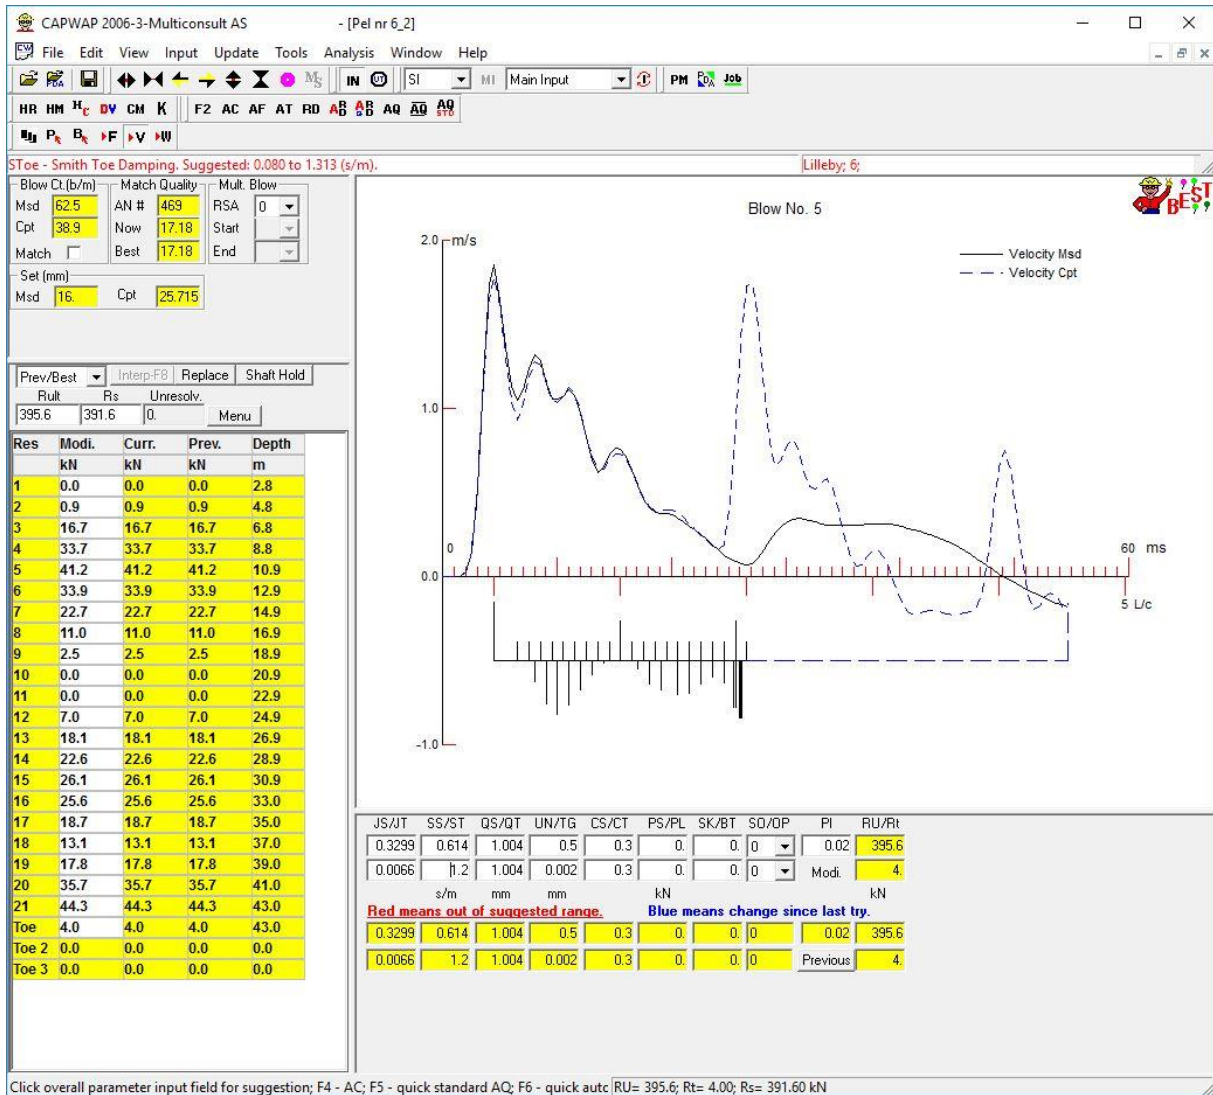 CAPWAP 2006-3-Multiconsult AS - [Pel nr 6_2]
File Edit View Input Update Tools Analysis Window Help
IN UT SI MI Main Input PM PDA Job
HR HM HC DV CM K F2 AC AF AT RD AQ AQ AQ STD
PR BR F V W
SToe - Smith Toe Damping. Suggested: 0.080 to 1.313 (s/m). Lilleby; 6;
Blow Ct.(b/m) Match Quality Mult. Blow
Msd 62.5 AN # 469 RSA 0
Cpt 38.9 Now 17.18 Start
Match Best 17.18 End
Set (mm)
Msd 16. Cpt 25.715
Prev/Best Interp-F8 Replace Shaft Hold
Rult Rs Unresolv.
395.6 391.6 0. Menu
Res Modi. Curr. Prev. Depth
kN kN kN m
1 0.0 0.0 0.0 2.8
2 0.9 0.9 0.9 4.8
3 16.7 16.7 16.7 6.8
4 33.7 33.7 33.7 8.8
5 41.2 41.2 41.2 10.9
6 33.9 33.9 33.9 12.9
7 22.7 22.7 22.7 14.9
8 11.0 11.0 11.0 16.9
9 2.5 2.5 2.5 18.9
10 0.0 0.0 0.0 20.9
11 0.0 0.0 0.0 22.9
12 7.0 7.0 7.0 24.9
13 18.1 18.1 18.1 26.9
14 22.6 22.6 22.6 28.9
15 26.1 26.1 26.1 30.9
16 25.6 25.6 25.6 33.0
17 18.7 18.7 18.7 35.0
18 13.1 13.1 13.1 37.0
19 17.8 17.8 17.8 39.0
20 35.7 35.7 35.7 41.0
21 44.3 44.3 44.3 43.0
Toe 4.0 4.0 4.0 43.0
Toe 2 0.0 0.0 0.0 0.0
Toe 3 0.0 0.0 0.0 0.0
BEST
Blow No. 5
2.0 m/s
Velocity Msd
Velocity Cpt
1.0
0 60 ms
0.0
5 L/c
-1.0
JS/JT SS/ST QS/QT UN/TG CS/CT PS/PL SK/BT SO/OP PI RU/Rt
0.3299 0.614 1.004 0.5 0.3 0. 0. 0 0.02 395.6
0.0066 1.2 1.004 0.002 0.3 0. 0. 0 Modi. 4.
s/m mm mm kN kN
Red means out of suggested range. Blue means change since last try.
0.3299 0.614 1.004 0.5 0.3 0. 0. 0 0.02 395.6
0.0066 1.2 1.004 0.002 0.3 0. 0. 0 Previous 4.
Click overall parameter input field for suggestion; F4 - AC; F5 - quick standard AQ; F6 - quick autc RU= 395.6; Rt= 4.00; Rs= 391.60 kN